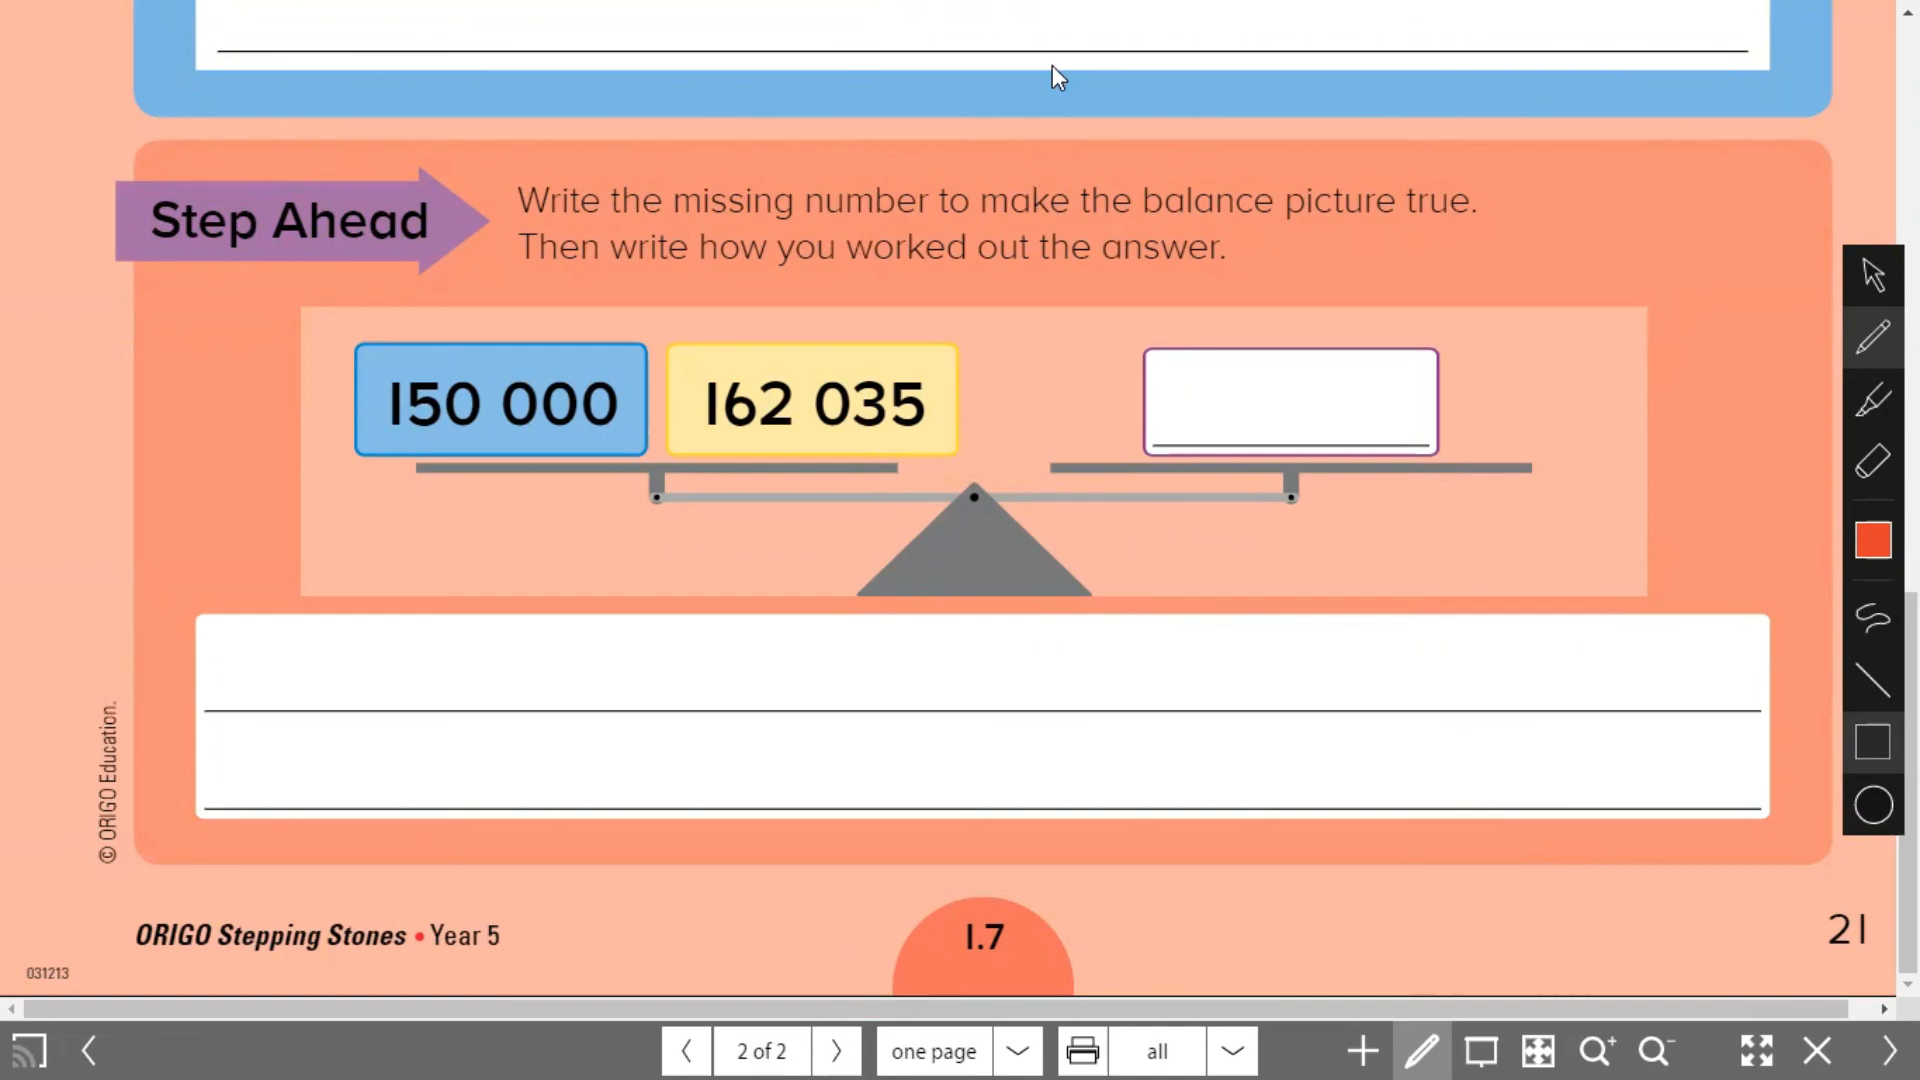 Step Ahead
Write the missing number to make the balance picture true.
Then write how you worked out the answer.
150 000
162 035
© ORIGO Education.
ORIGO Stepping Stones • Year 5
1.7
21
031213
2 of 2
one page
all